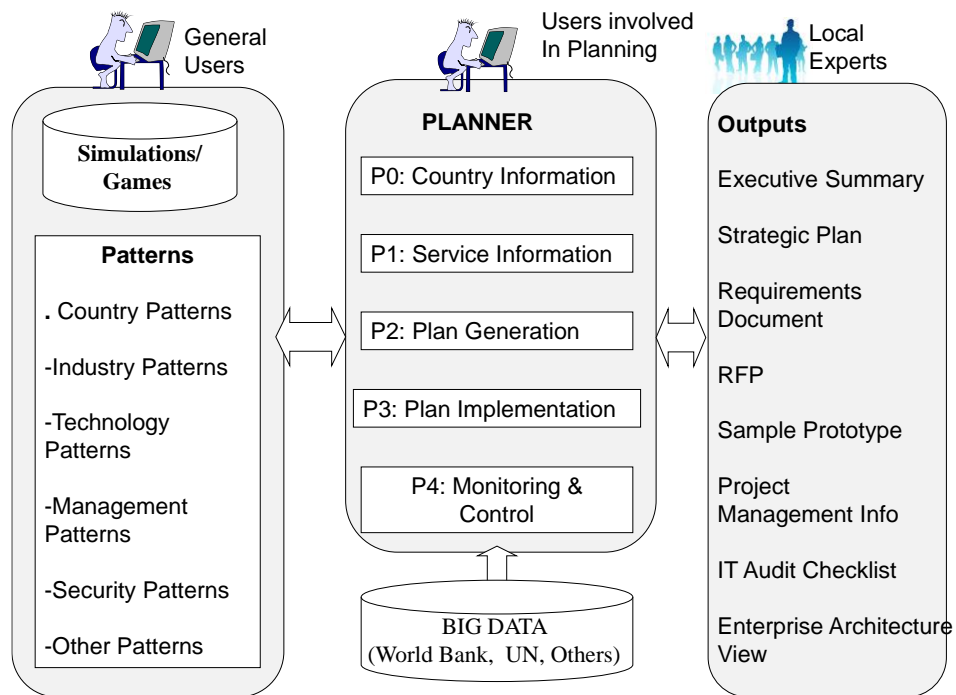 General
Users
Simulations/
Games
Patterns
. Country Patterns
-Industry Patterns
-Technology
Patterns
-Management
Patterns
-Security Patterns
-Other Patterns
Users involved
In Planning
PLANNER
P0: Country Information
P1: Service Information
P2: Plan Generation
P3: Plan Implementation
P4: Monitoring &
Control
BIG DATA
(World Bank, UN, Others)
Local
Experts
Outputs
Executive Summary
Strategic Plan
Requirements
Document
RFP
Sample Prototype
Project
Management Info
IT Audit Checklist
Enterprise Architecture
View